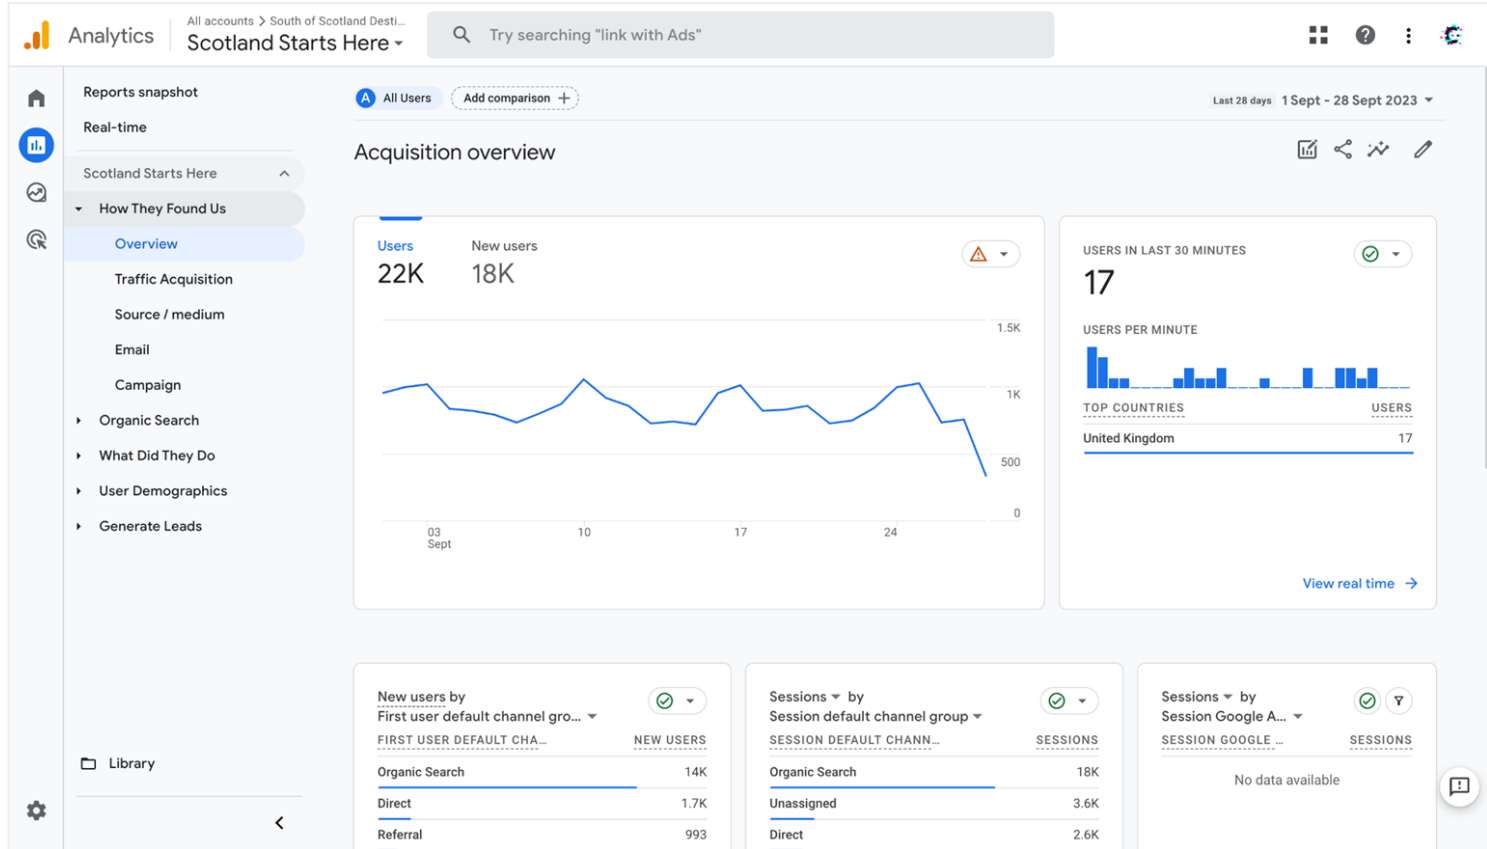 Analytics
All accounts > South of Scotland Desti...
Scotland Starts Here
Try searching "link with Ads"
Reports snapshot
Real-time
Scotland Starts Here
How They Found Us
Overview
Traffic Acquisition
Source / medium
Email
Campaign
Organic Search
What Did They Do
User Demographics
Generate Leads
Library
A All Users
Add comparison +
Last 28 days 1 Sept - 28 Sept 2023
Acquisition overview
Users New users
22K 18K
1.5K
1K
500
0
03 10 17 24
Sept
USERS IN LAST 30 MINUTES
17
USERS PER MINUTE
TOP COUNTRIES USERS
United Kingdom 17
View real time
New users by
First user default channel gro...
FIRST USER DEFAULT CHA... NEW USERS
Organic Search 14K
Direct 1.7K
Referral 993
Sessions by
Session default channel group
SESSION DEFAULT CHANN... SESSIONS
Organic Search 18K
Unassigned 3.6K
Direct 2.6K
Sessions by
Session Google A...
SESSION GOOGLE ... SESSIONS
No data available